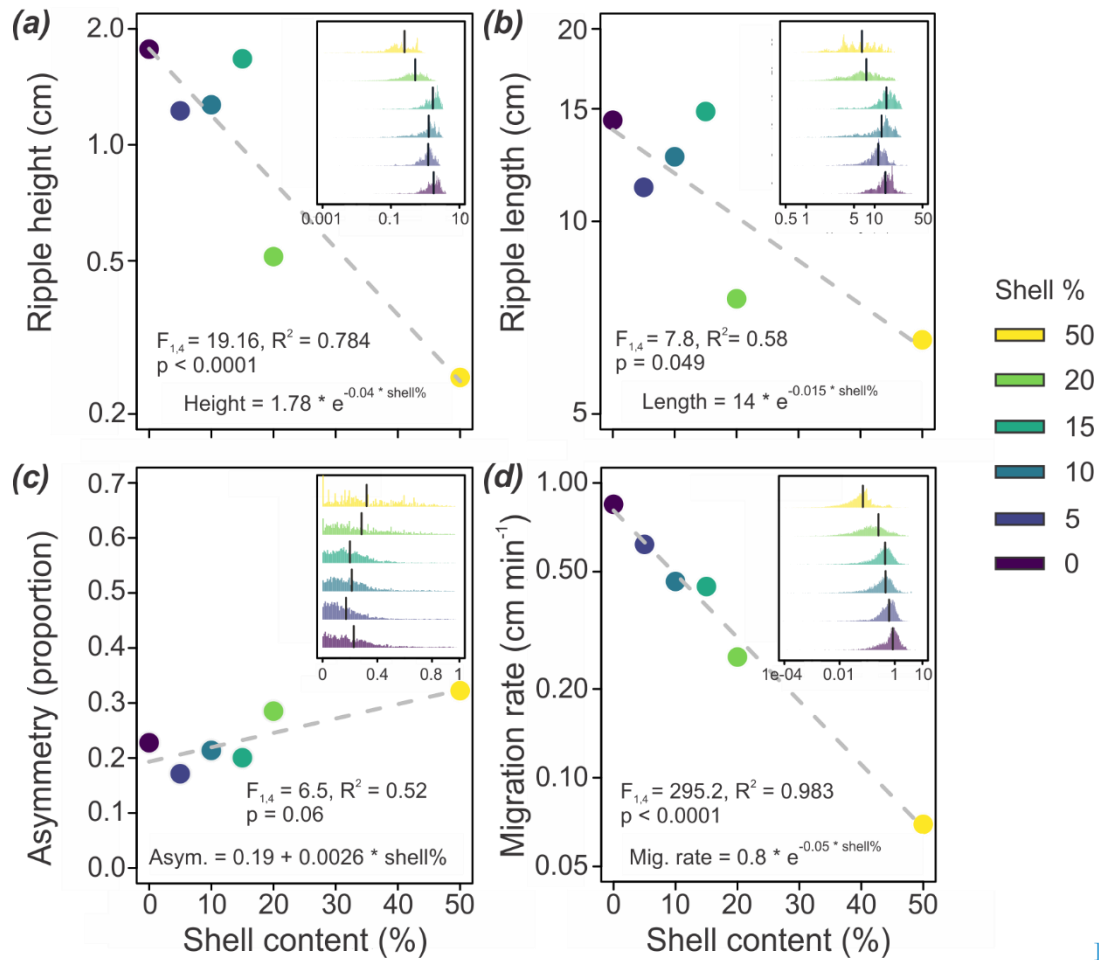 (a)
Ripple height (cm)
2.0
1.0
0.5
0.2
0.001 0.1 10
F1,4 = 19.16, R2 = 0.784
p < 0.0001
Height = 1.78 * e-0.04 * shell%
(b)
Ripple length (cm)
20
15
10
5
0.5 1 5 10 50
F1,4 = 7.8, R2 = 0.58
p = 0.049
Length = 14 * e-0.015 * shell%
Shell %
50
20
15
10
5
0
(c)
Asymmetry (proportion)
0.7
0.6
0.5
0.4
0.3
0.2
0.1
0.0
0 0.4 0.8 1
F1,4 = 6.5, R2 = 0.52
p = 0.06
Asym. = 0.19 + 0.0026 * shell%
0 10 20 30 40 50
Shell content (%)
(d)
Migration rate (cm min-1)
1.00
0.50
0.20
0.10
0.05
1e-04 0.01 1 10
F1,4 = 295.2, R2 = 0.983
p < 0.0001
Mig. rate = 0.8 * e-0.05 * shell%
0 10 20 30 40 50
Shell content (%)